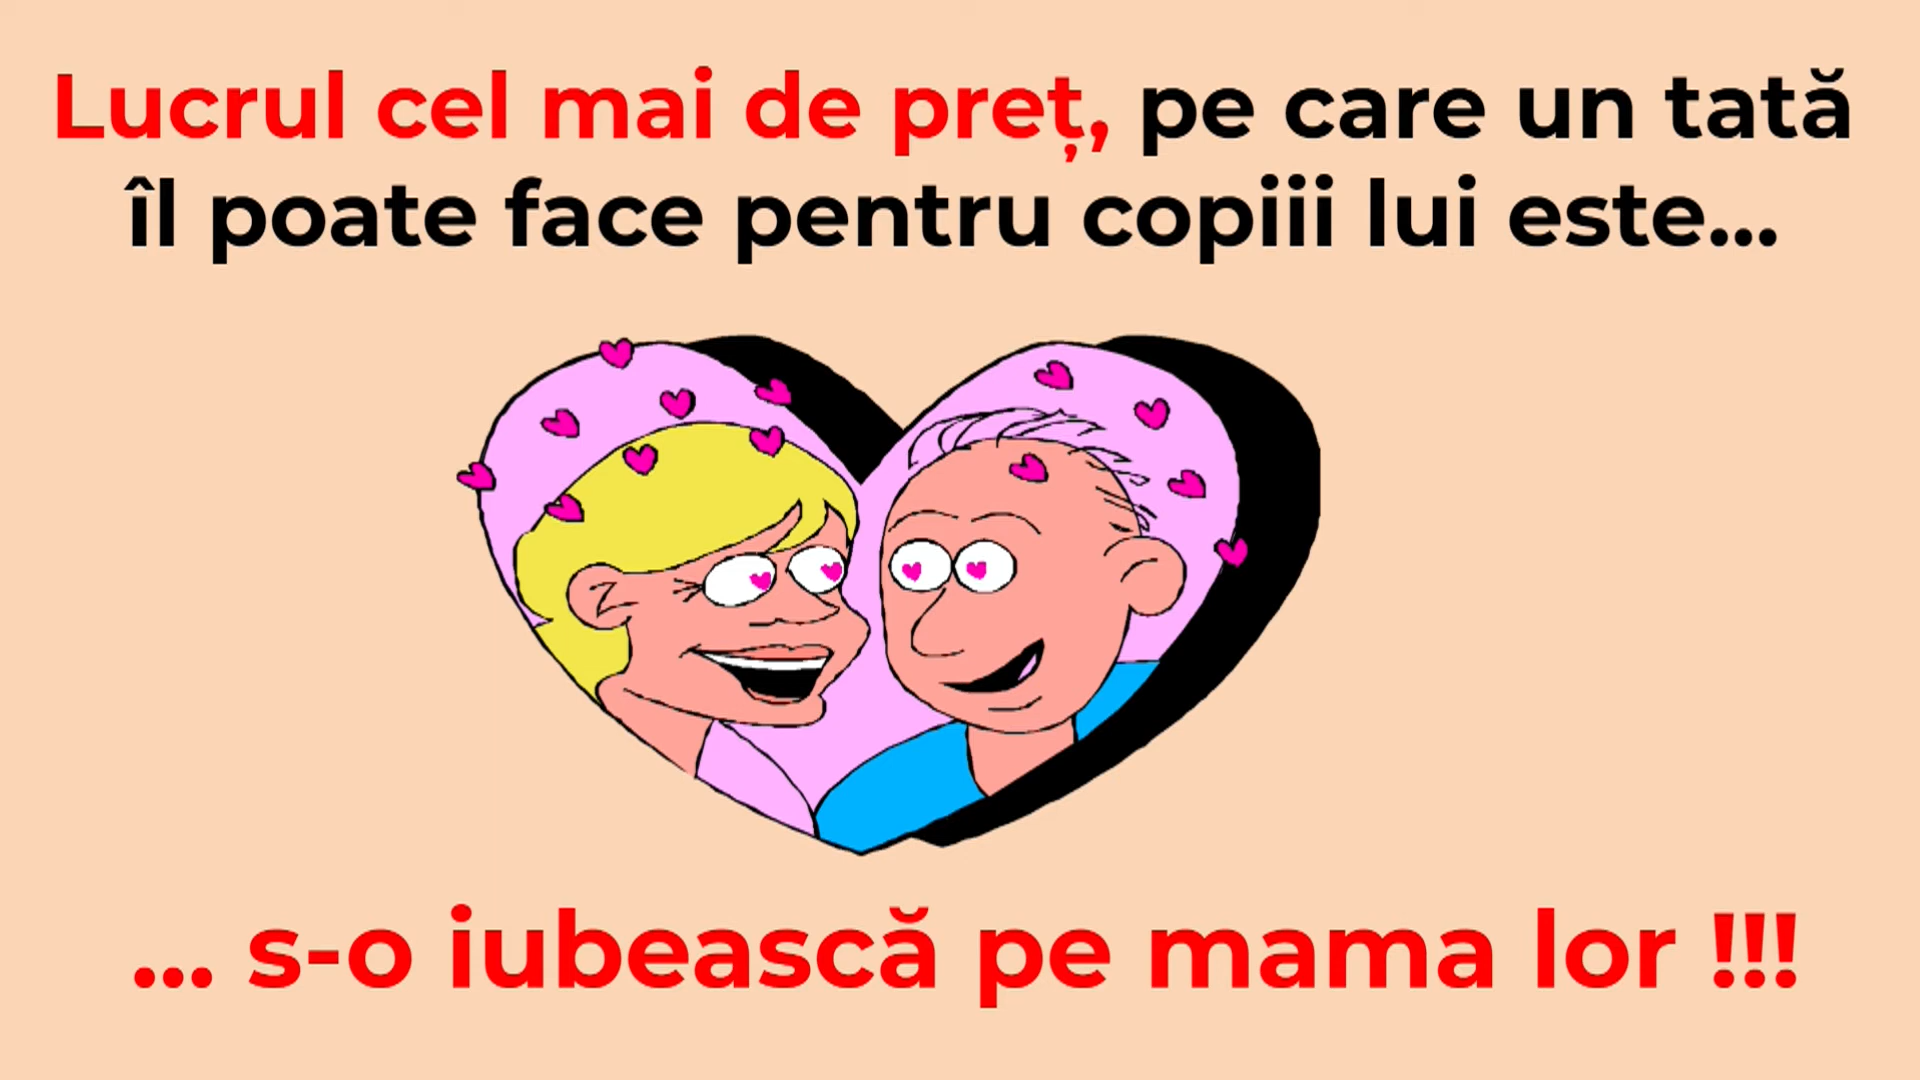 Lucrul cel mai de preț, pe care un tată
îl poate face pentru copiii lui este...
... s-o iubească pe mama lor !!!